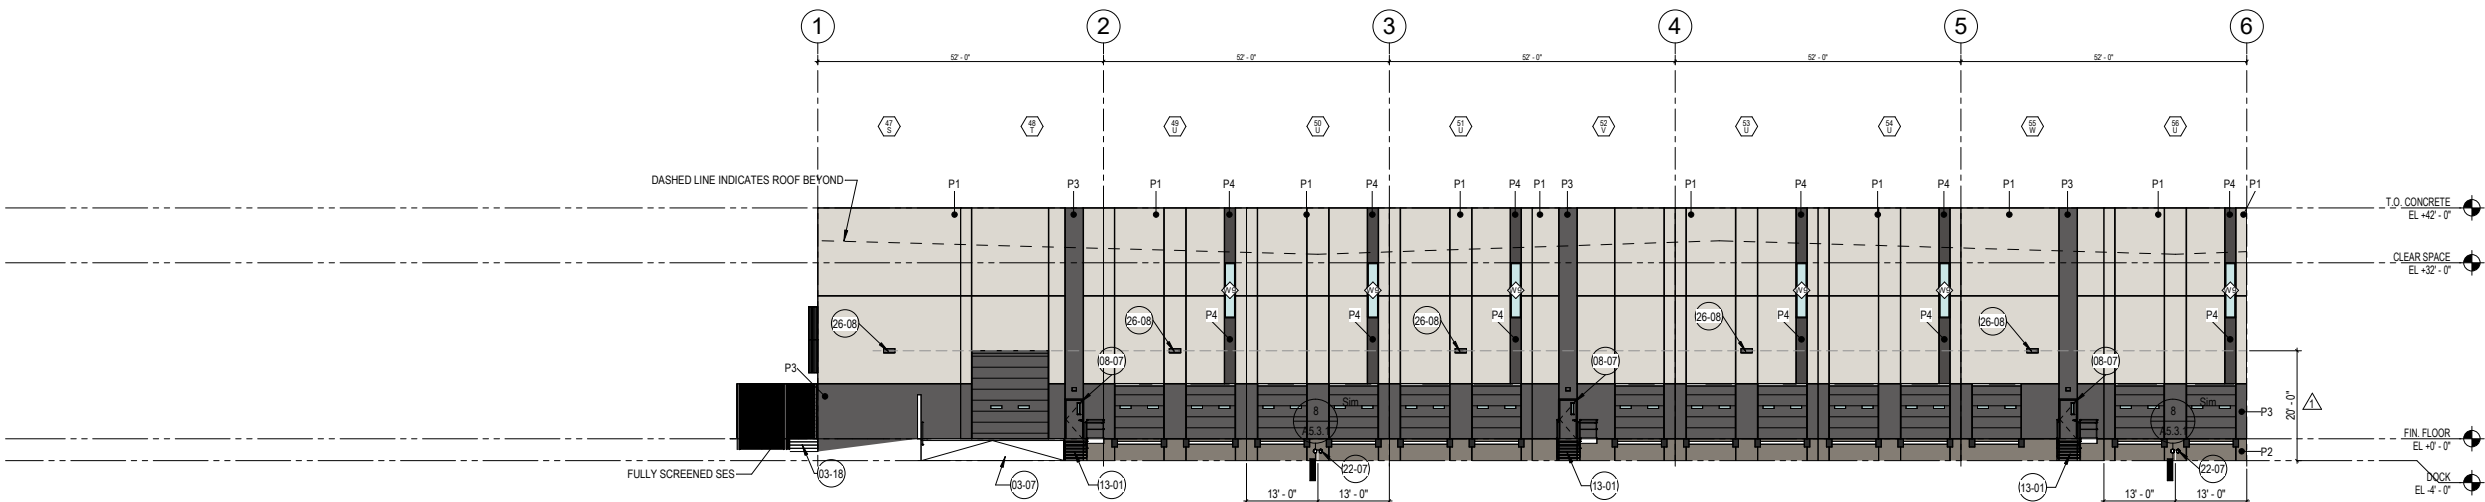 1 2 3 4 5 6
52' - 0" 52' - 0" 52' - 0" 52' - 0" 52' - 0"
47 48 49 50 51 52 53 54 55 56
S T U U U V U U W U
DASHED LINE INDICATES ROOF BEYOND
P1 P3 P1 P4 P1 P4 P1 P4 P1 P3 P1 P4 P1 P4 P1 P3 P1 P4 P1
T.O. CONCRETE
EL +42' - 0"
CLEAR SPACE
EL +32' - 0"
W9 W9 W9 W9 W9 W9
26-08 26-08 26-08 26-08 26-08
P4 P4 P4 P4 P4 P4
P3 08-07 08-07 08-07
20' - 0" 1
Sim Sim
8 8
A5.3.1 A5.3.1
P3
FIN. FLOOR
EL +0' - 0"
P2
FULLY SCREENED SES
03-18 03-07 13-01 22-07 13-01 13-01 22-07
DOCK
EL -4' - 0"
13' - 0" 13' - 0" 13' - 0" 13' - 0"